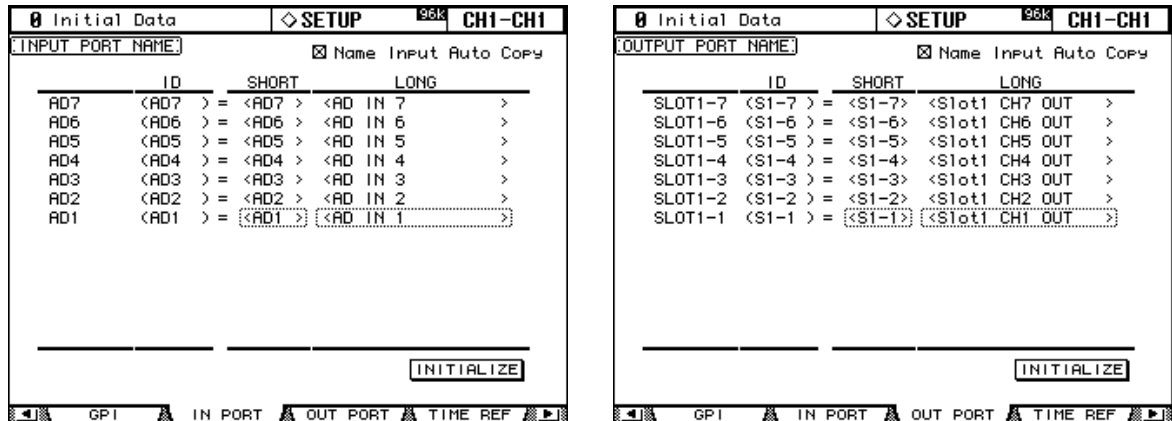 0 Initial Data ◇SETUP 96k CH1-CH1
INPUT PORT NAME
☒ Name Input Auto Copy
ID SHORT LONG
AD7 (AD7 ) = <AD7 > <AD IN 7 >
AD6 (AD6 ) = <AD6 > <AD IN 6 >
AD5 (AD5 ) = <AD5 > <AD IN 5 >
AD4 (AD4 ) = <AD4 > <AD IN 4 >
AD3 (AD3 ) = <AD3 > <AD IN 3 >
AD2 (AD2 ) = <AD2 > <AD IN 2 >
AD1 (AD1 ) = <AD1 > <AD IN 1 >
INITIALIZE
GPI IN PORT OUT PORT TIME REF
0 Initial Data ◇SETUP 96k CH1-CH1
OUTPUT PORT NAME
☒ Name Input Auto Copy
ID SHORT LONG
SLOT1-7 (S1-7 ) = <S1-7> <Slot1 CH7 OUT >
SLOT1-6 (S1-6 ) = <S1-6> <Slot1 CH6 OUT >
SLOT1-5 (S1-5 ) = <S1-5> <Slot1 CH5 OUT >
SLOT1-4 (S1-4 ) = <S1-4> <Slot1 CH4 OUT >
SLOT1-3 (S1-3 ) = <S1-3> <Slot1 CH3 OUT >
SLOT1-2 (S1-2 ) = <S1-2> <Slot1 CH2 OUT >
SLOT1-1 (S1-1 ) = <S1-1> <Slot1 CH1 OUT >
INITIALIZE
GPI IN PORT OUT PORT TIME REF